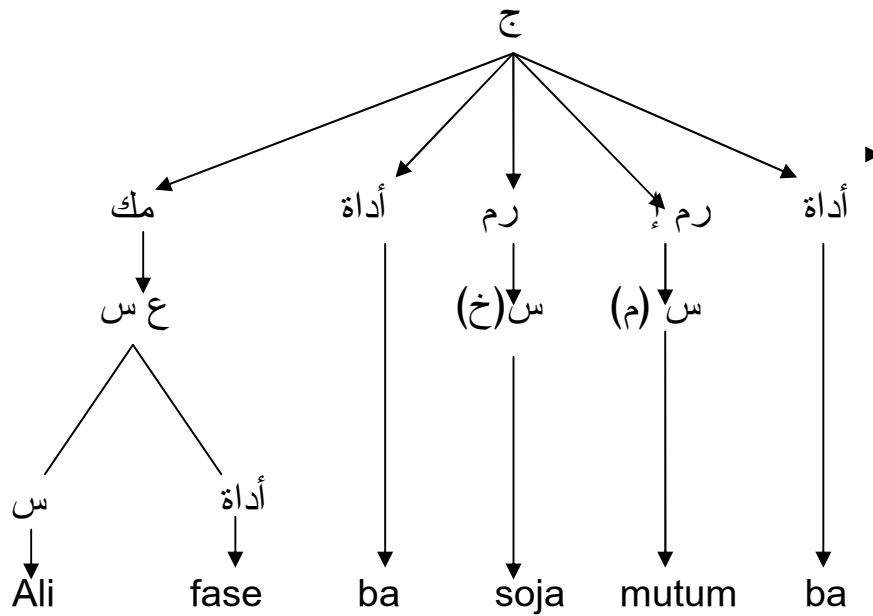 ج
مك أداة رم رم إ أداة
ع س س(خ) س (م)
س أداة
Ali fase ba soja mutum ba